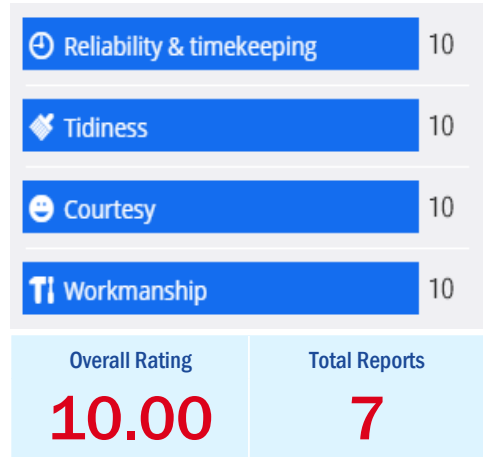 Reliability & timekeeping 10
Tidiness 10
Courtesy 10
Workmanship 10
Overall Rating Total Reports
10.00 7